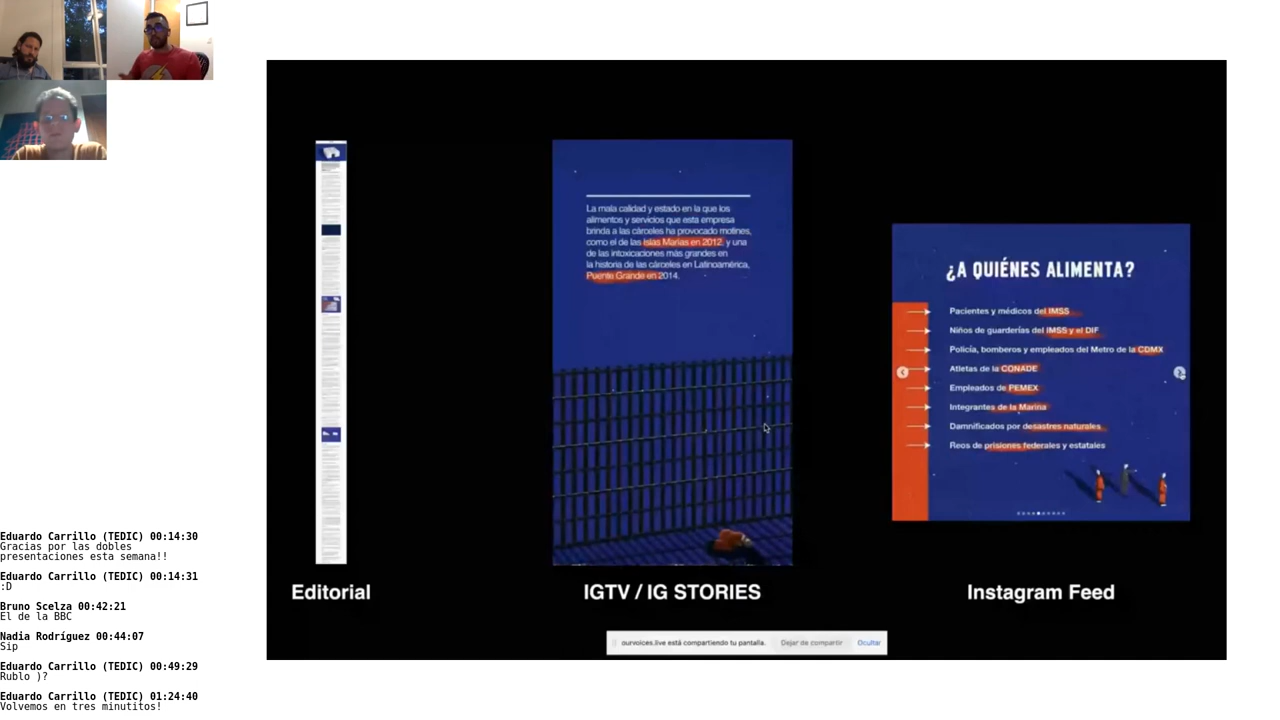 La mala calidad y estado en la que los
alimentos y servicios que esta empresa
brinda a las cárceles ha provocado motines,
como el de las Islas Marías en 2012, y una
de las intoxicaciones más grandes en
la historia de las cárceles en Latinoamérica,
Puente Grande en 2014.
¿A QUIÉNES ALIMENTA?
Pacientes y médicos del IMSS
Niños de guarderías del IMSS y el DIF
Policía, bomberos y empleados del Metro de la CDMX
Atletas de la CONADE
Empleados de PEMEX
Integrantes de la Marina
Damnificados por desastres naturales
Reos de prisiones federales y estatales
Editorial
IGTV / IG STORIES
Instagram Feed
ourvoices.live está compartiendo tu pantalla.
Dejar de compartir
Ocultar
Eduardo Carrillo (TEDIC) 00:14:30
Gracias por las dobles
presentaciones esta semana!!
Eduardo Carrillo (TEDIC) 00:14:31
:D
Bruno Scelza 00:42:21
El de la BBC
Nadia Rodríguez 00:44:07
Sip
Eduardo Carrillo (TEDIC) 00:49:29
Rublo )?
Eduardo Carrillo (TEDIC) 01:24:40
Volvemos en tres minutitos!